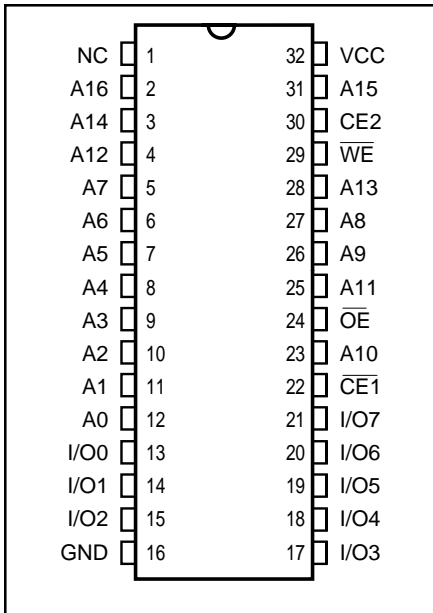 NC 1 32 VCC
A16 2 31 A15
A14 3 30 CE2
A12 4 29 W̅E̅
A7 5 28 A13
A6 6 27 A8
A5 7 26 A9
A4 8 25 A11
A3 9 24 O̅E̅
A2 10 23 A10
A1 11 22 C̅E̅1̅
A0 12 21 I/O7
I/O0 13 20 I/O6
I/O1 14 19 I/O5
I/O2 15 18 I/O4
GND 16 17 I/O3